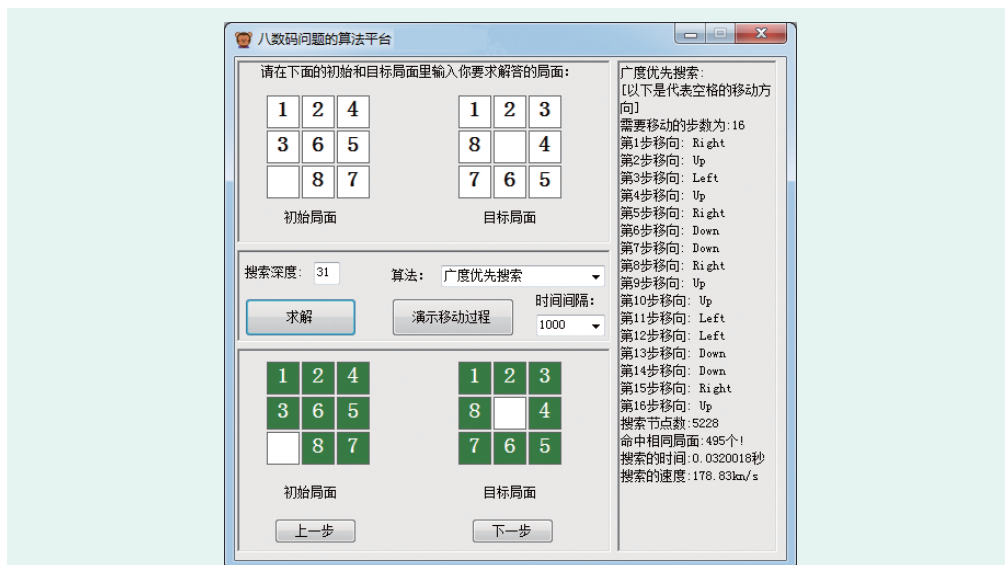 八数码问题的算法平台
请在下面的初始和目标局面里输入你要求解答的局面：
1 2 4
3 6 5
8 7
初始局面
1 2 3
8 4
7 6 5
目标局面
搜索深度： 31
算法： 广度优先搜索
求解
演示移动过程
时间间隔：
1000
1 2 4
3 6 5
8 7
初始局面
1 2 3
8 4
7 6 5
目标局面
上一步
下一步
广度优先搜索：
[以下是代表空格的移动方
向]
需要移动的步数为:16
第1步移向: Right
第2步移向: Up
第3步移向: Left
第4步移向: Up
第5步移向: Right
第6步移向: Down
第7步移向: Down
第8步移向: Right
第9步移向: Up
第10步移向: Up
第11步移向: Left
第12步移向: Left
第13步移向: Down
第14步移向: Down
第15步移向: Right
第16步移向: Up
搜索节点数:5228
命中相同局面:495个!
搜索的时间:0.0320018秒
搜索的速度:178.83kn/s